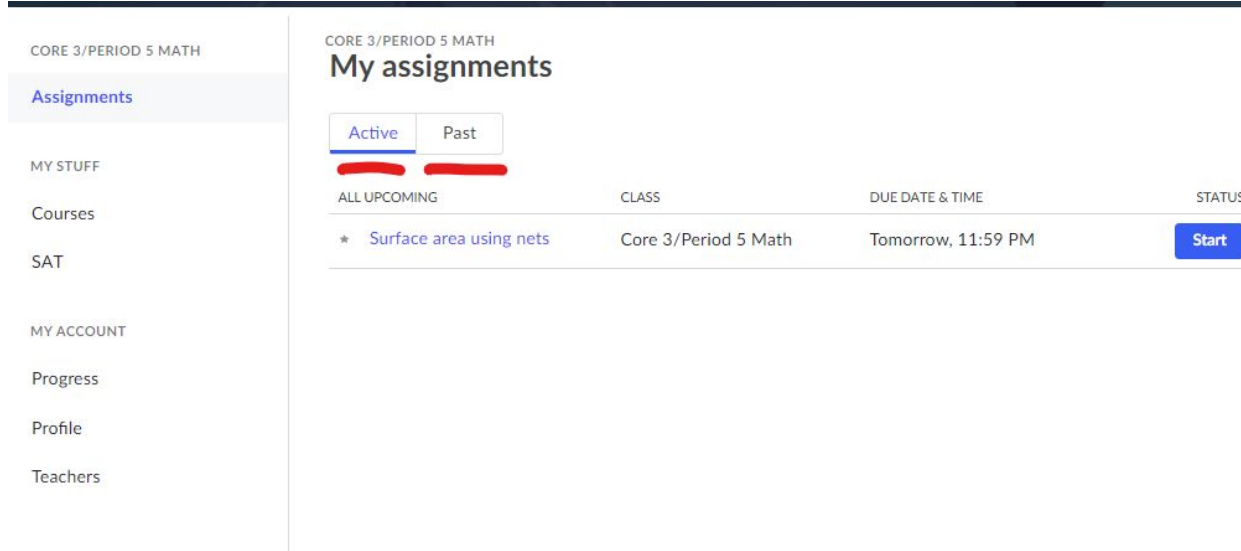 CORE 3/PERIOD 5 MATH
Assignments
MY STUFF
Courses
SAT
MY ACCOUNT
Progress
Profile
Teachers
CORE 3/PERIOD 5 MATH
My assignments
Active Past
ALL UPCOMING CLASS DUE DATE & TIME STATUS
Surface area using nets Core 3/Period 5 Math Tomorrow, 11:59 PM Start